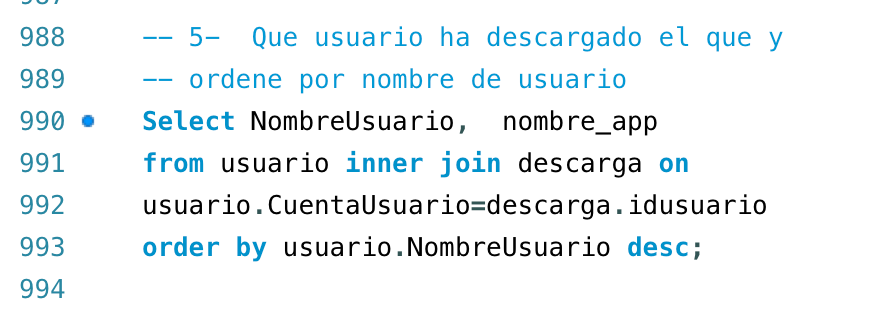 988 -- 5-  Que usuario ha descargado el que y
989 -- ordene por nombre de usuario
990 Select NombreUsuario,  nombre_app
991 from usuario inner join descarga on
992 usuario.CuentaUsuario=descarga.idusuario
993 order by usuario.NombreUsuario desc;
994